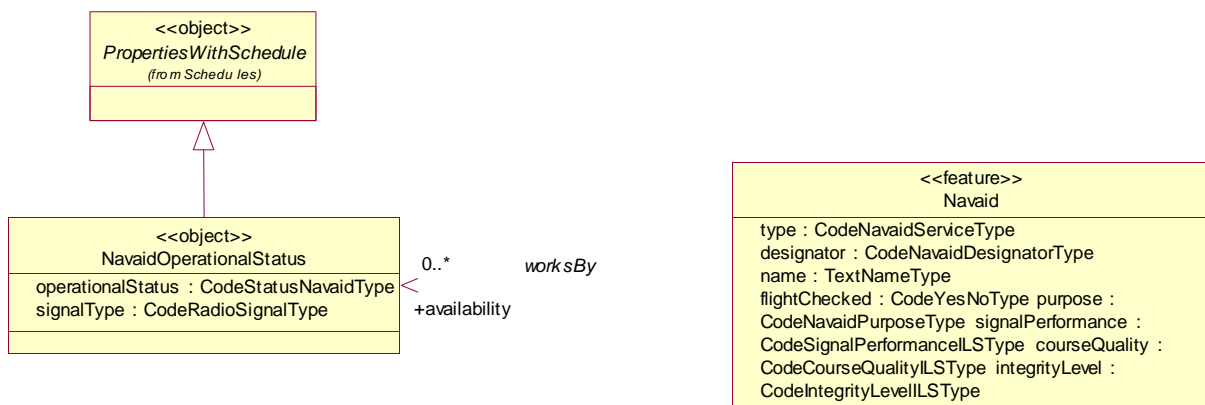 <<object>>
PropertiesWithSchedule
(from Schedules)
<<object>>
NavaidOperationalStatus
operationalStatus : CodeStatusNavaidType
signalType : CodeRadioSignalType
0..*
worksBy
+availability
<<feature>>
Navaid
type : CodeNavaidServiceType
designator : CodeNavaidDesignatorType
name : TextNameType
flightChecked : CodeYesNoType purpose :
CodeNavaidPurposeType signalPerformance :
CodeSignalPerformanceILSType courseQuality :
CodeCourseQualityILSType integrityLevel :
CodeIntegrityLevelILSType